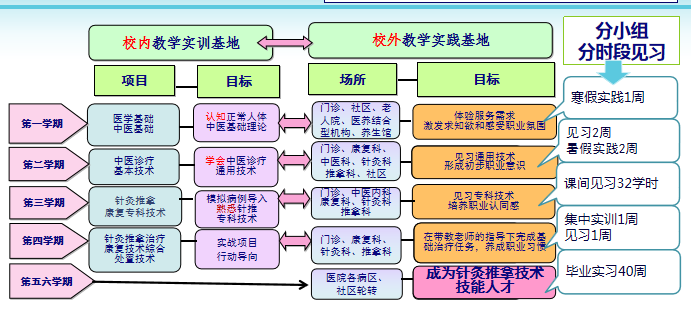 校内教学实训基地
校外教学实践基地
分小组
分时段见习
项目
目标
场所
目标
第一学期
医学基础
中医基础
认知正常人体
中医基础理论
门诊、社区、老
人院、医养结合
型机构、养生馆
体验服务需求
激发求知欲和感受职业氛围
寒假实践1周
第二学期
中医诊疗
基本技术
学会中医诊疗
通用技术
门诊、康复科、
中医科、针灸科
推拿科、社区
见习通用技术
形成初步职业意识
见习2周
暑假实践2周
第三学期
针灸推拿
康复专科技术
模拟病例导入
熟悉针推
专科技术
门诊、中医内科
康复科、针灸科
推拿科
见习专科技术
培养职业认同感
课间见习32学时
第四学期
针灸推拿治疗
康复技术综合
处置技术
实战项目
行动导向
门诊、康复科、
针灸科、推拿科
在带教老师的指导下完成基
础治疗任务，养成职业习惯
集中实训1周
见习1周
第五六学期
医院各病区、
社区轮转
成为针灸推拿技术
技能人才
毕业实习40周